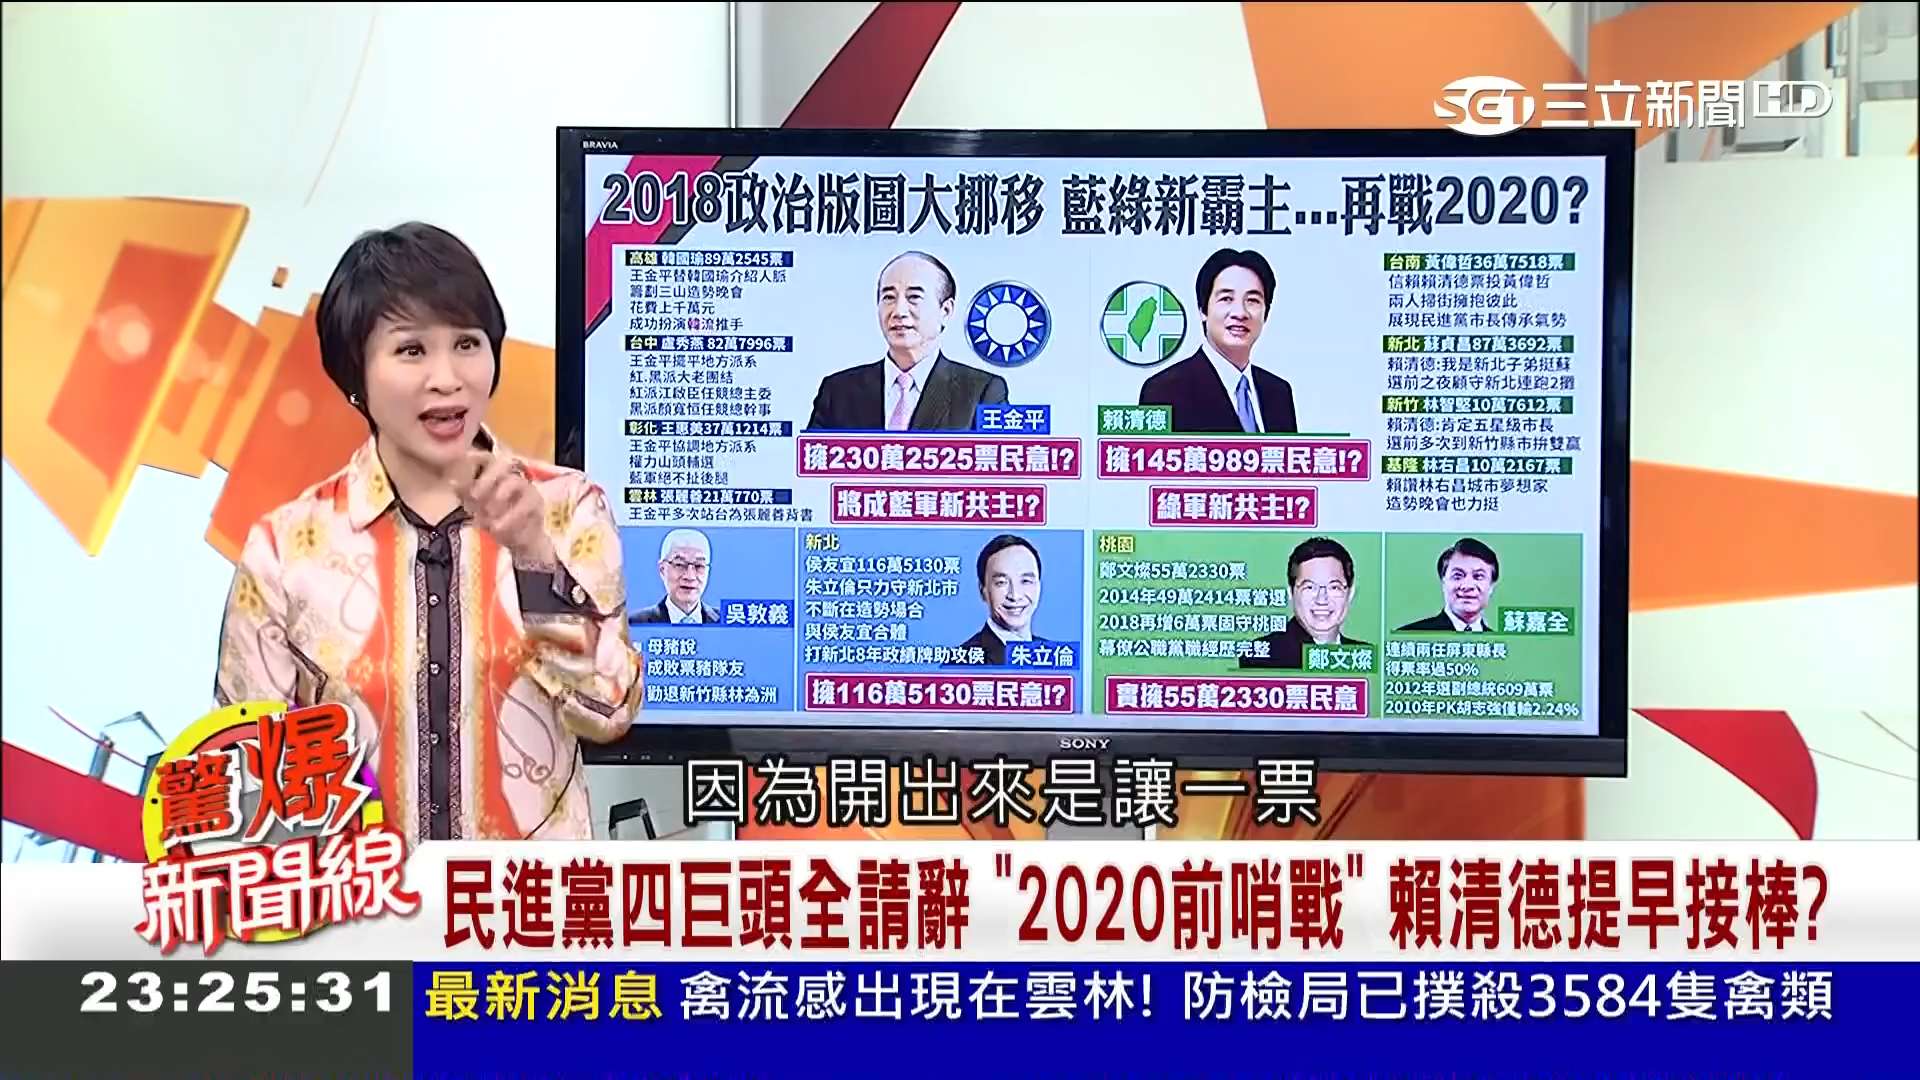 SET三立新聞HD
BRAVIA
2018政治版圖大挪移 藍綠新霸主...再戰2020?
高雄 韓國瑜89萬2545票
王金平替韓國瑜介紹人脈
籌劃三山造勢晚會
花費上千萬元
成功扮演韓流推手
台中 盧秀燕 82萬7996票
王金平擺平地方派系
紅.黑派大老團結
紅派江啟臣任競總主委
黑派顏寬恒任競總幹事
彰化 王惠美37萬1214票
王金平協調地方派系
權力山頭輔選
藍軍絕不扯後腿
雲林 張麗善21萬770票
王金平多次站台為張麗善背書
王金平
擁230萬2525票民意!?
將成藍軍新共主!?
賴清德
擁145萬989票民意!?
綠軍新共主!?
台南 黃偉哲36萬7518票
信賴賴清德票投黃偉哲
兩人掃街擁抱彼此
展現民進黨市長傳承氣勢
新北 蘇貞昌87萬3692票
賴清德:我是新北子弟挺蘇
選前之夜顧守新北連跑2攤
新竹 林智堅10萬7612票
賴清德:肯定五星級市長
選前多次到新竹縣市拚雙贏
基隆 林右昌10萬2167票
賴讚林右昌城市夢想家
造勢晚會也力挺
吳敦義
母豬說
成敗票豬隊友
勸退新竹縣林為洲
新北
侯友宜116萬5130票
朱立倫只力守新北市
不斷在造勢場合
與侯友宜合體
打新北8年政績牌助攻侯
朱立倫
擁116萬5130票民意!?
桃園
鄭文燦55萬2330票
2014年49萬2414票當選
2018再增6萬票固守桃園
幕僚公職黨職經歷完整
鄭文燦
實擁55萬2330票民意
蘇嘉全
連續兩任屏東縣長
得票率過50%
2012年選副總統609萬票
2010年PK胡志強僅輸2.24%
SONY
因為開出來是讓一票
驚爆
新聞線
民進黨四巨頭全請辭 "2020前哨戰" 賴清德提早接棒?
23:25:31
最新消息 禽流感出現在雲林! 防檢局已撲殺3584隻禽類